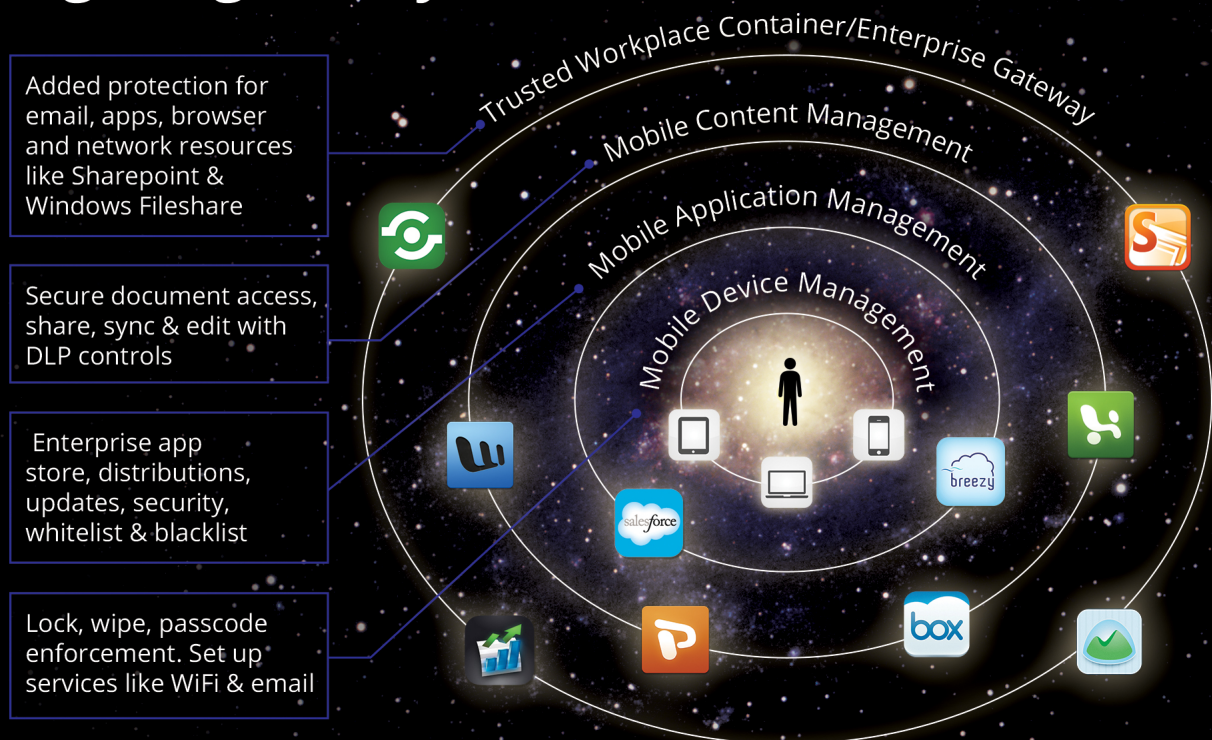 Trusted Workplace Container/Enterprise Gateway
Mobile Content Management
Mobile Application Management
Mobile Device Management
Added protection for
email, apps, browser
and network resources
like Sharepoint &
Windows Fileshare
Secure document access,
share, sync & edit with
DLP controls
Enterprise app
store, distributions,
updates, security,
whitelist & blacklist
Lock, wipe, passcode
enforcement. Set up
services like WiFi & email
S
breezy
salesforce
P
box